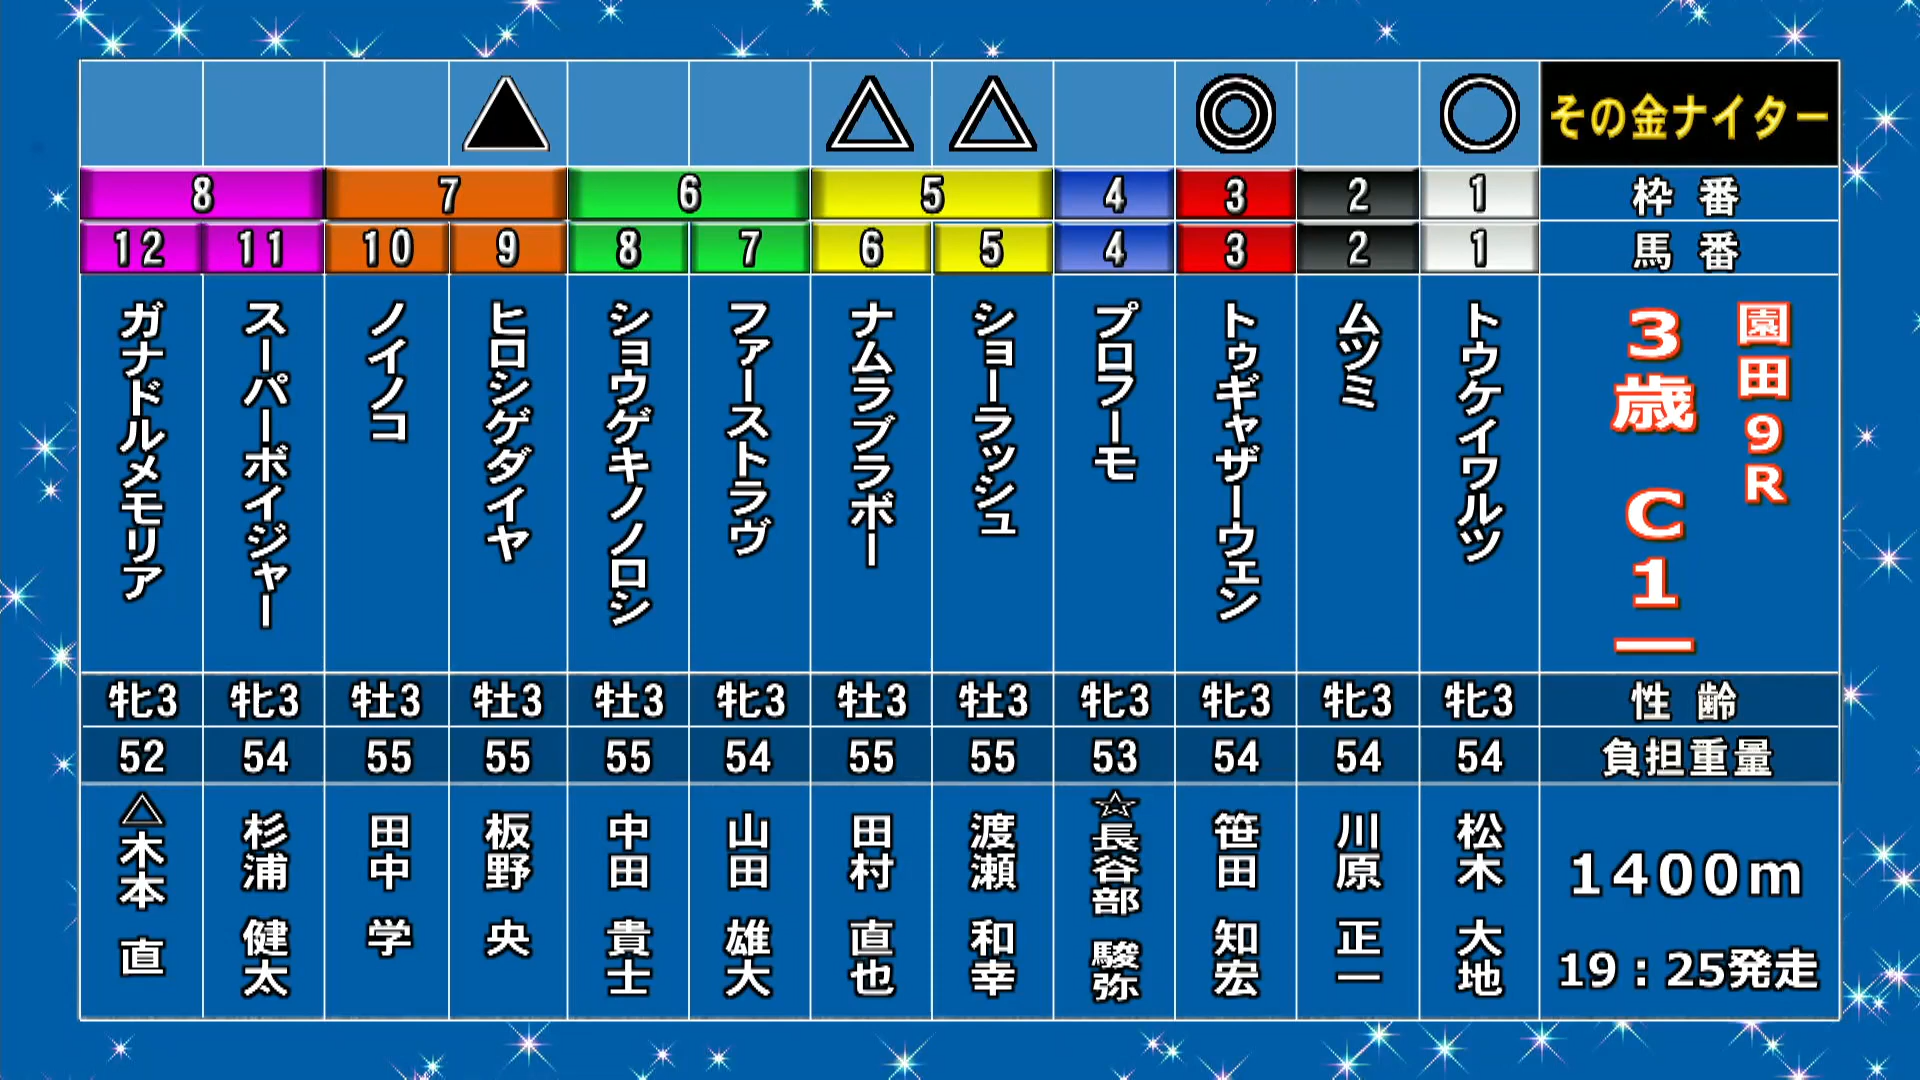 その金ナイター
枠番
馬番
園田9R
3歳 C1一
性齢
負担重量
1400m
19：25発走
○
1
1
トウケイワルツ
牝3
54
松木 大地
2
2
ムツミ
牝3
54
川原 正一
◎
3
3
トゥギャザーウェン
牝3
54
笹田 知宏
4
4
プロフーモ
牝3
53
☆長谷部 駿弥
△
5
5
ショーラッシュ
牡3
55
渡瀬 和幸
△
6
ナムラブラボー
牡3
55
田村 直也
6
7
ファーストラヴ
牝3
54
山田 雄大
8
ショウゲキノノロシ
牡3
55
中田 貴士
▲
7
9
ヒロシゲダイヤ
牡3
55
板野 央
10
ノイノコ
牡3
55
田中 学
8
11
スーパーボイジャー
牝3
54
杉浦 健太
12
ガナドルメモリア
牝3
52
△木本 直